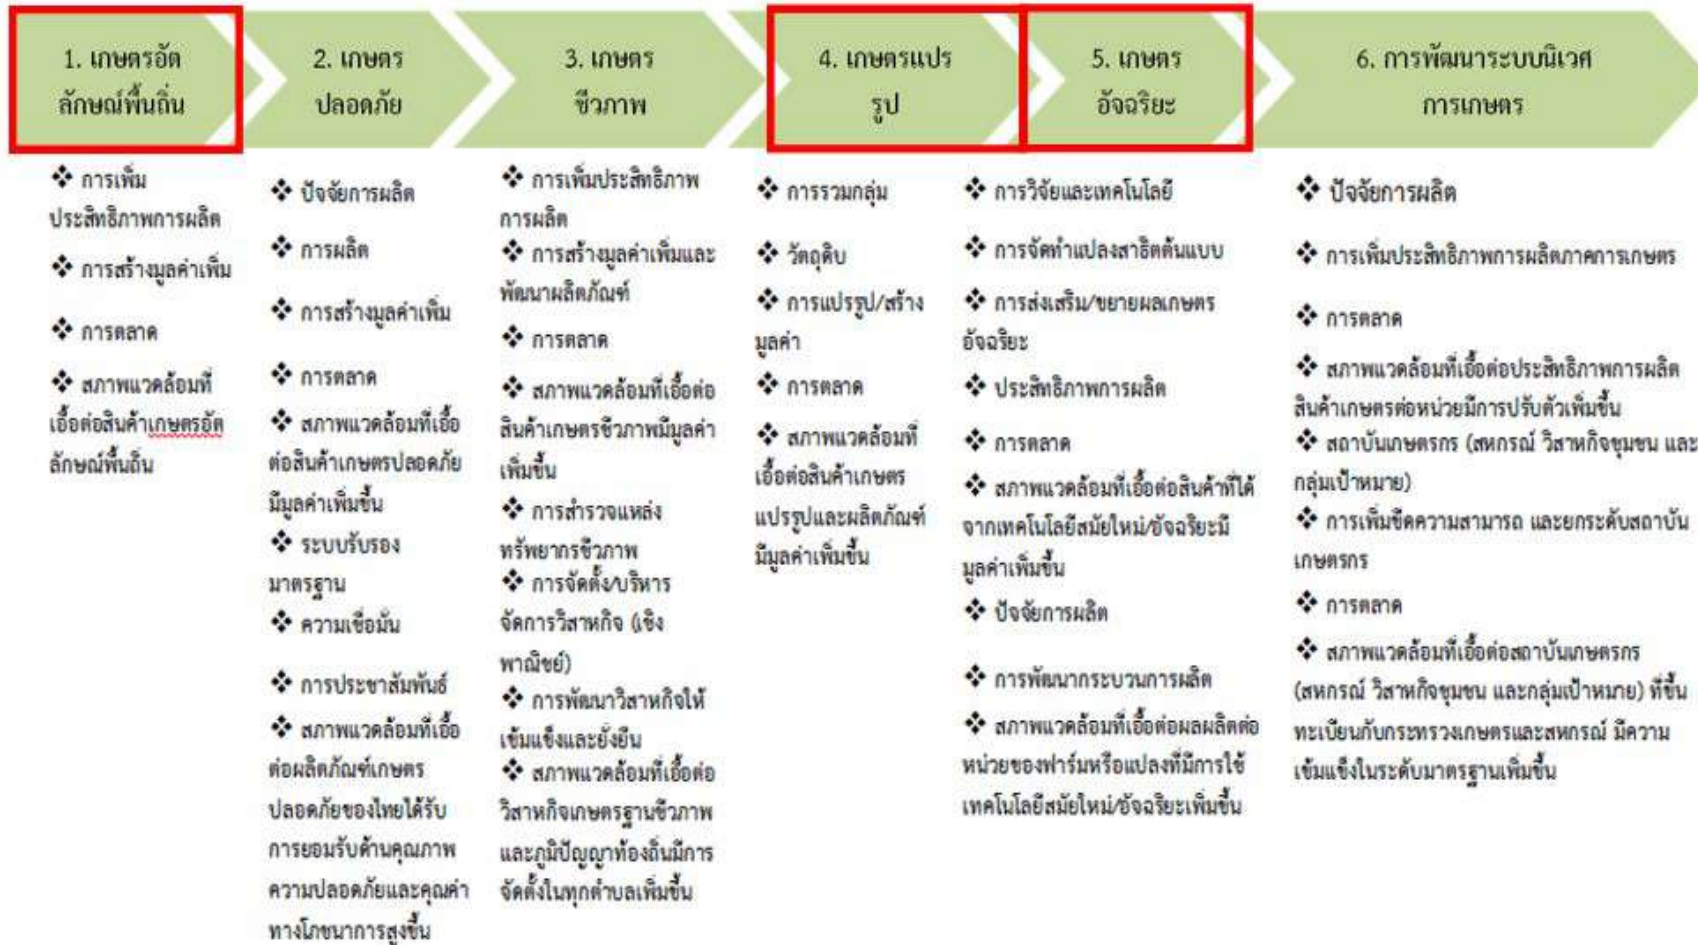 1. เกษตรอัต
ลักษณ์พื้นถิ่น
❖ การเพิ่ม
ประสิทธิภาพการผลิต
❖ การสร้างมูลค่าเพิ่ม
❖ การตลาด
❖ สภาพแวดล้อมที่
เอื้อต่อสินค้าเกษตรอัต
ลักษณ์พื้นถิ่น
2. เกษตร
ปลอดภัย
❖ ปัจจัยการผลิต
❖ การผลิต
❖ การสร้างมูลค่าเพิ่ม
❖ การตลาด
❖ สภาพแวดล้อมที่เอื้อ
ต่อสินค้าเกษตรปลอดภัย
มีมูลค่าเพิ่มขึ้น
❖ ระบบรับรอง
มาตรฐาน
❖ ความเชื่อมั่น
❖ การประชาสัมพันธ์
❖ สภาพแวดล้อมที่เอื้อ
ต่อผลิตภัณฑ์เกษตร
ปลอดภัยของไทยได้รับ
การยอมรับด้านคุณภาพ
ความปลอดภัยและคุณค่า
ทางโภชนาการสูงขึ้น
3. เกษตร
ชีวภาพ
❖ การเพิ่มประสิทธิภาพ
การผลิต
❖ การสร้างมูลค่าเพิ่มและ
พัฒนาผลิตภัณฑ์
❖ การตลาด
❖ สภาพแวดล้อมที่เอื้อต่อ
สินค้าเกษตรชีวภาพมีมูลค่า
เพิ่มขึ้น
❖ การสำรวจแหล่ง
ทรัพยากรชีวภาพ
❖ การจัดตั้ง/บริหาร
จัดการวิสาหกิจ (เชิง
พาณิชย์)
❖ การพัฒนาวิสาหกิจให้
เข้มแข็งและยั่งยืน
❖ สภาพแวดล้อมที่เอื้อต่อ
วิสาหกิจเกษตรฐานชีวภาพ
และภูมิปัญญาท้องถิ่นมีการ
จัดตั้งในทุกตำบลเพิ่มขึ้น
4. เกษตรแปร
รูป
❖ การรวมกลุ่ม
❖ วัตถุดิบ
❖ การแปรรูป/สร้าง
มูลค่า
❖ การตลาด
❖ สภาพแวดล้อมที่
เอื้อต่อสินค้าเกษตร
แปรรูปและผลิตภัณฑ์
มีมูลค่าเพิ่มขึ้น
5. เกษตร
อัจฉริยะ
❖ การวิจัยและเทคโนโลยี
❖ การจัดทำแปลงสาธิตต้นแบบ
❖ การส่งเสริม/ขยายผลเกษตร
อัจฉริยะ
❖ ประสิทธิภาพการผลิต
❖ การตลาด
❖ สภาพแวดล้อมที่เอื้อต่อสินค้าที่ได้
จากเทคโนโลยีสมัยใหม่/อัจฉริยะมี
มูลค่าเพิ่มขึ้น
❖ ปัจจัยการผลิต
❖ การพัฒนากระบวนการผลิต
❖ สภาพแวดล้อมที่เอื้อต่อผลผลิตต่อ
หน่วยของฟาร์มหรือแปลงที่มีการใช้
เทคโนโลยีสมัยใหม่/อัจฉริยะเพิ่มขึ้น
6. การพัฒนาระบบนิเวศ
การเกษตร
❖ ปัจจัยการผลิต
❖ การเพิ่มประสิทธิภาพการผลิตภาคการเกษตร
❖ การตลาด
❖ สภาพแวดล้อมที่เอื้อต่อประสิทธิภาพการผลิต
สินค้าเกษตรต่อหน่วยมีการปรับตัวเพิ่มขึ้น
❖ สถาบันเกษตรกร (สหกรณ์ วิสาหกิจชุมชน และ
กลุ่มเป้าหมาย)
❖ การเพิ่มขีดความสามารถ และยกระดับสถาบัน
เกษตรกร
❖ การตลาด
❖ สภาพแวดล้อมที่เอื้อต่อสถาบันเกษตรกร
(สหกรณ์ วิสาหกิจชุมชน และกลุ่มเป้าหมาย) ที่ขึ้น
ทะเบียนกับกระทรวงเกษตรและสหกรณ์ มีความ
เข้มแข็งในระดับมาตรฐานเพิ่มขึ้น